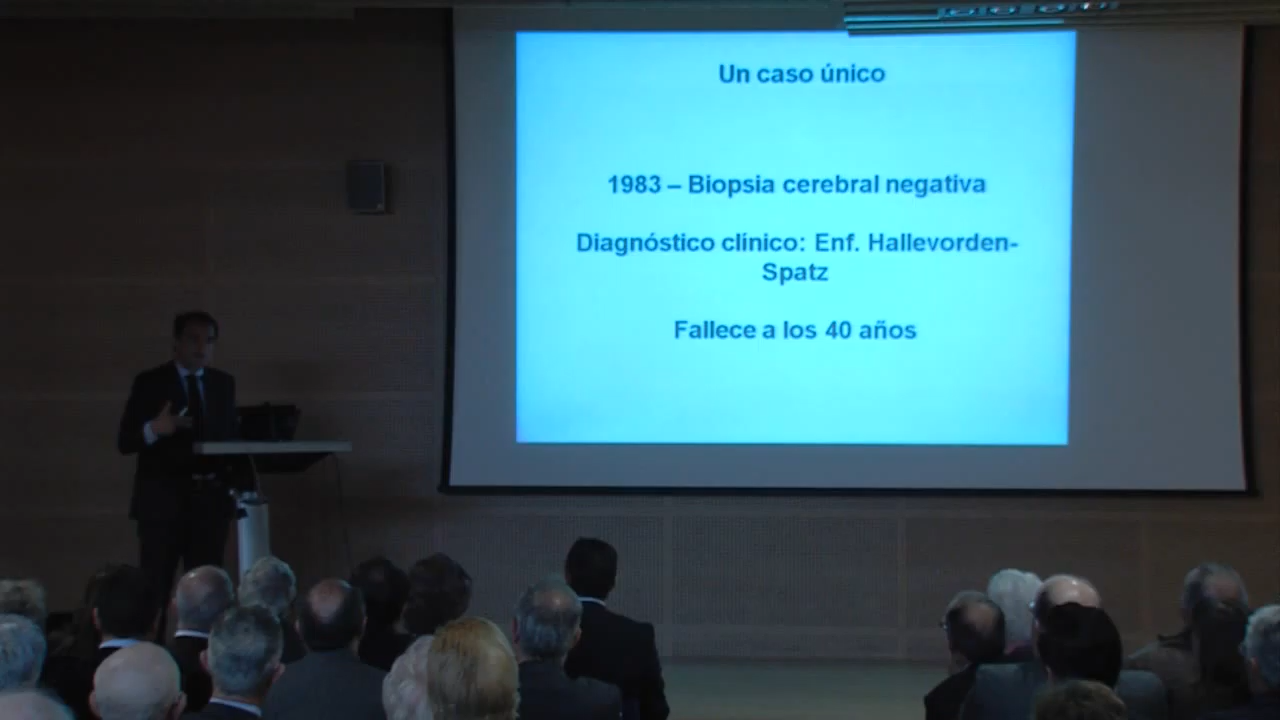 Un caso único
1983 – Biopsia cerebral negativa
Diagnóstico clínico: Enf. Hallevorden-
Spatz
Fallece a los 40 años